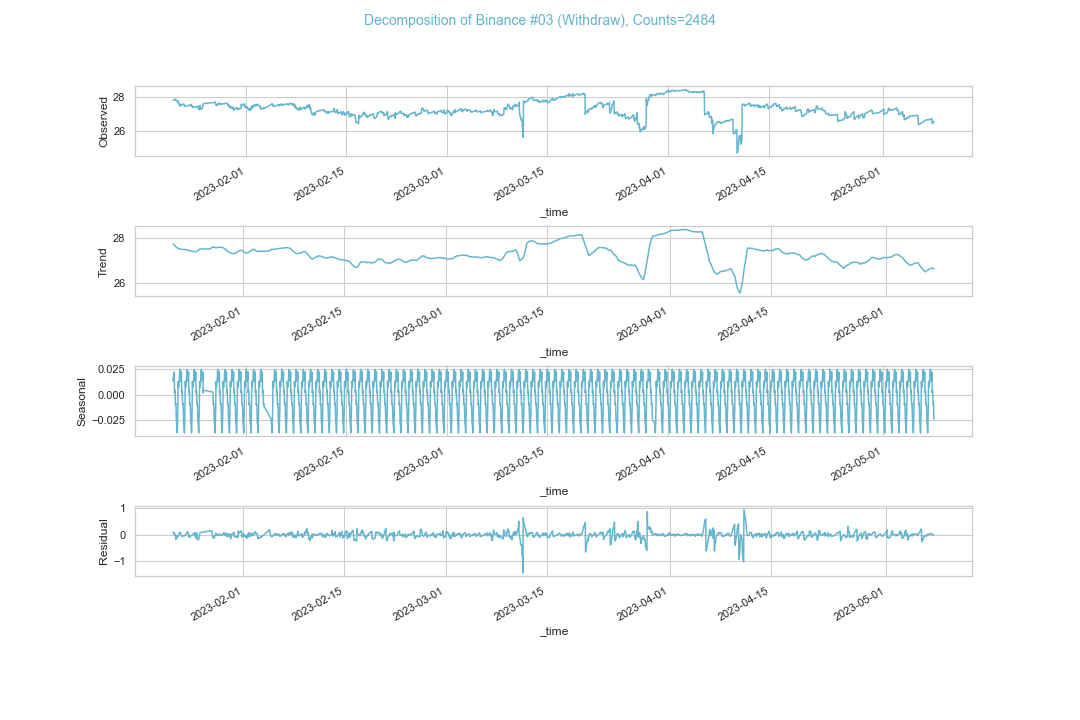 Decomposition of Binance #03 (Withdraw), Counts=2484
Observed
28
26
2023-02-01 2023-02-15 2023-03-01 2023-03-15 2023-04-01 2023-04-15 2023-05-01
_time
Trend
28
26
2023-02-01 2023-02-15 2023-03-01 2023-03-15 2023-04-01 2023-04-15 2023-05-01
_time
Seasonal
0.025
0.000
−0.025
2023-02-01 2023-02-15 2023-03-01 2023-03-15 2023-04-01 2023-04-15 2023-05-01
_time
Residual
1
0
−1
2023-02-01 2023-02-15 2023-03-01 2023-03-15 2023-04-01 2023-04-15 2023-05-01
_time